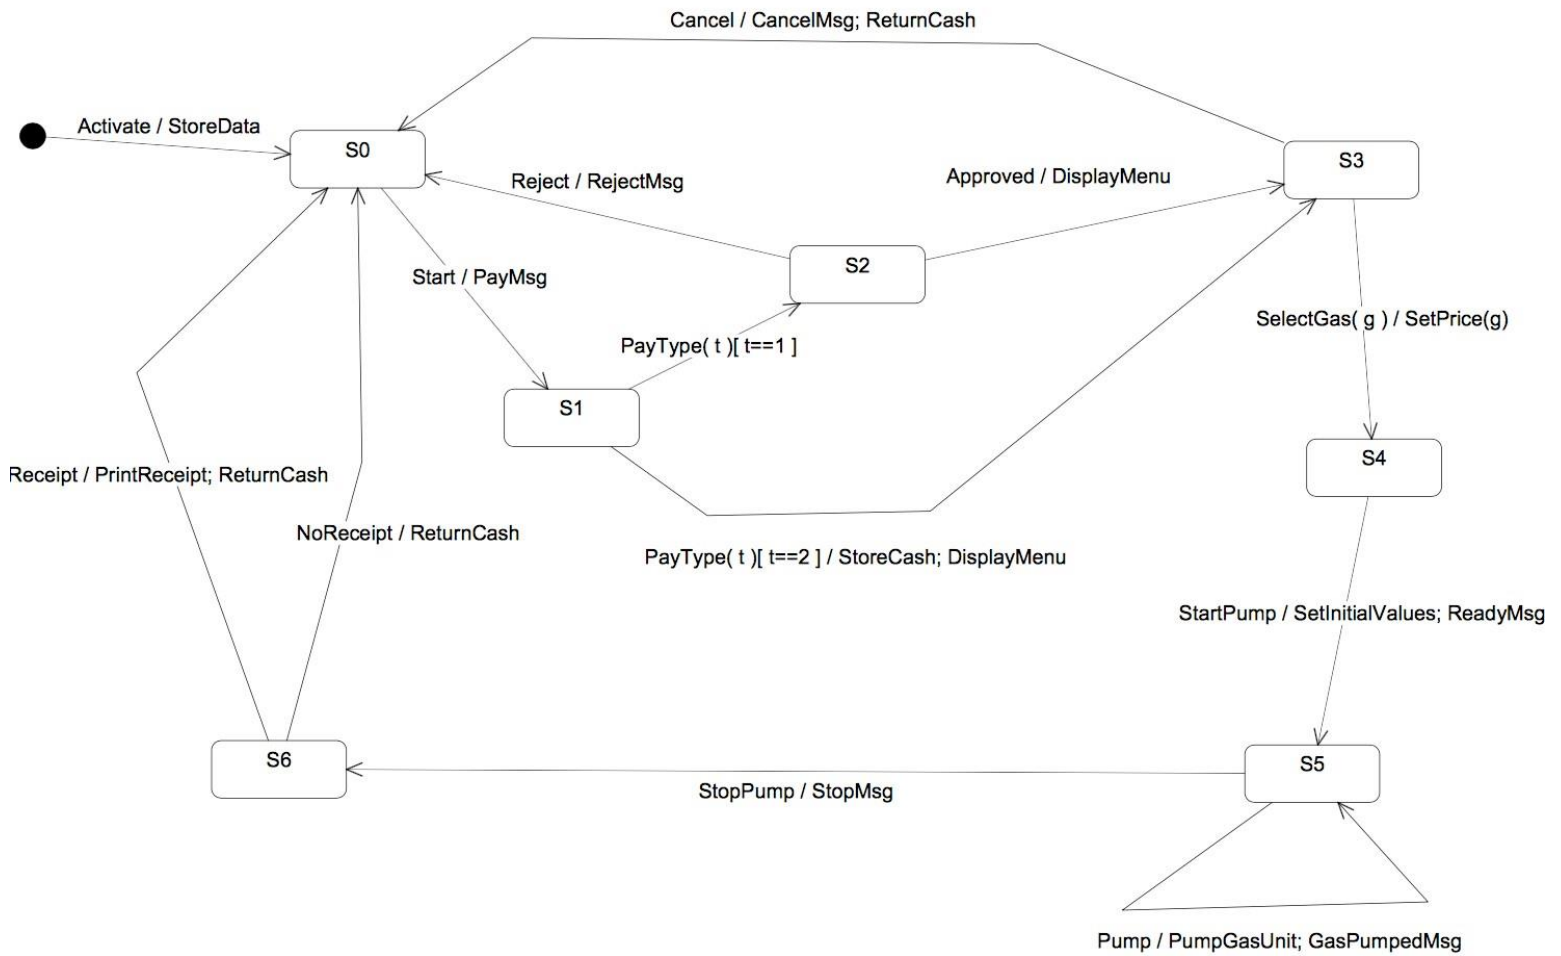 Cancel / CancelMsg; ReturnCash
Activate / StoreData
S0
S3
Reject / RejectMsg
Approved / DisplayMenu
S2
Start / PayMsg
SelectGas( g ) / SetPrice(g)
PayType( t )[ t==1 ]
S1
S4
Receipt / PrintReceipt; ReturnCash
NoReceipt / ReturnCash
PayType( t )[ t==2 ] / StoreCash; DisplayMenu
StartPump / SetInitialValues; ReadyMsg
S6
S5
StopPump / StopMsg
Pump / PumpGasUnit; GasPumpedMsg